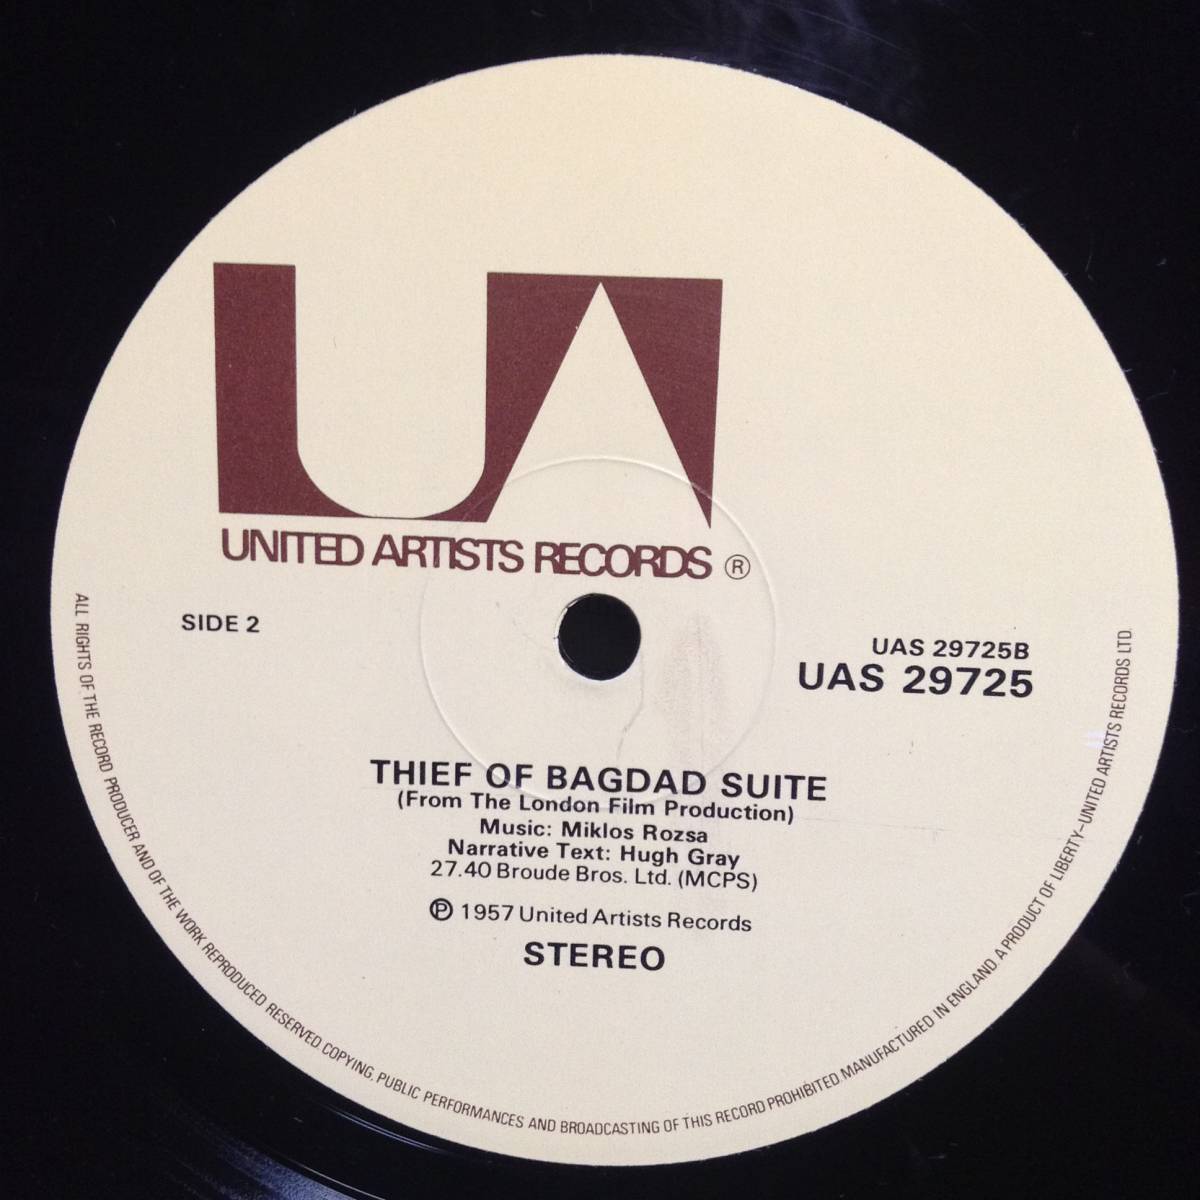 UA
UNITED ARTISTS RECORDS ®
SIDE 2
UAS 29725B
UAS 29725
THIEF OF BAGDAD SUITE
(From The London Film Production)
Music: Miklos Rozsa
Narrative Text: Hugh Gray
27.40 Broude Bros. Ltd. (MCPS)
℗ 1957 United Artists Records
STEREO
ALL RIGHTS OF THE RECORD PRODUCER AND OF THE WORK REPRODUCED RESERVED COPYING, PUBLIC PERFORMANCES AND BROADCASTING OF THIS RECORD PROHIBITED. MANUFACTURED IN ENGLAND A PRODUCT OF LIBERTY–UNITED ARTISTS RECORDS LTD.